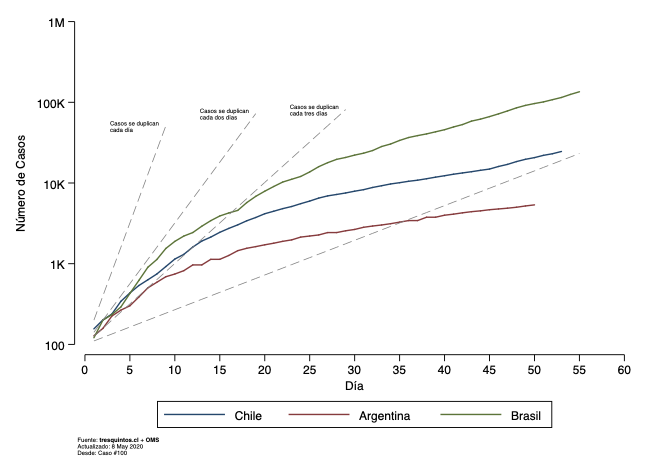 1M
100K
10K
1K
100
Número de Casos
Casos se duplican
cada día
Casos se duplican
cada dos días
Casos se duplican
cada tres días
0 5 10 15 20 25 30 35 40 45 50 55 60
Día
Chile Argentina Brasil
Fuente: tresquintos.cl + OMS
Actualizado: 8 May 2020
Desde: Caso #100